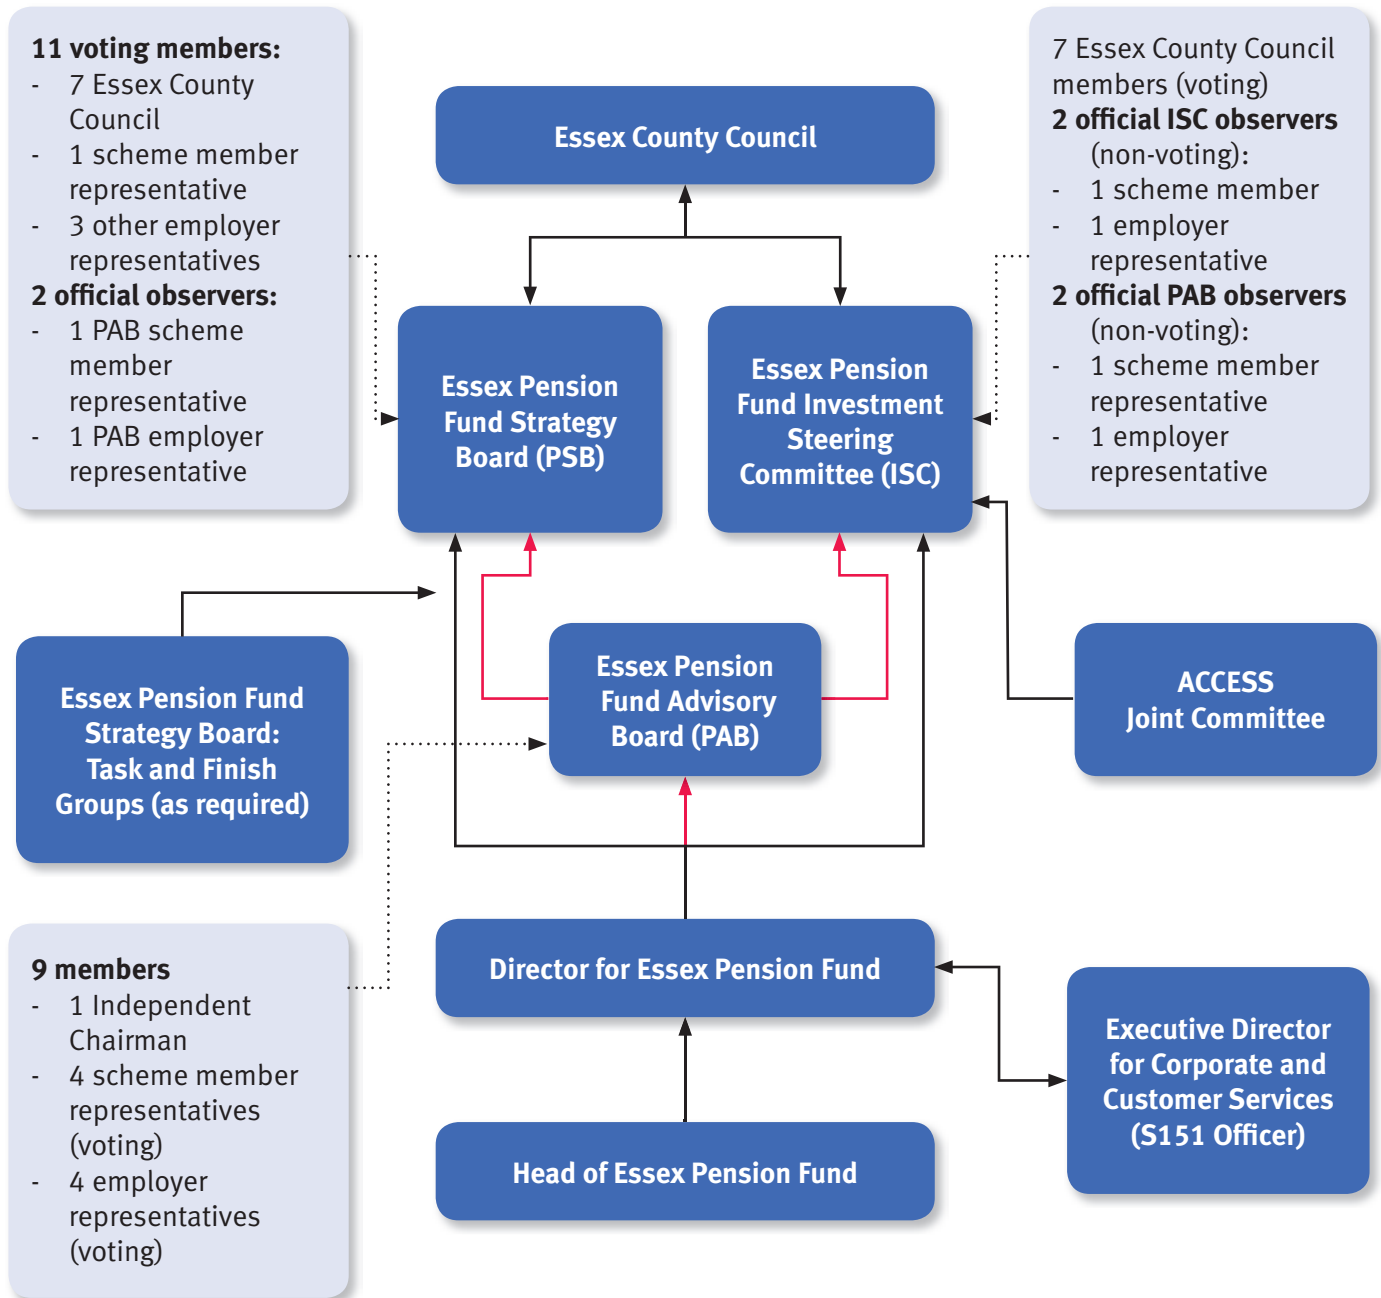 11 voting members:
- 7 Essex County
Council
- 1 scheme member
representative
- 3 other employer
representatives
2 official observers:
- 1 PAB scheme
member
representative
- 1 PAB employer
representative
Essex County Council
7 Essex County Council
members (voting)
2 official ISC observers
(non-voting):
- 1 scheme member
- 1 employer
representative
2 official PAB observers
(non-voting):
- 1 scheme member
representative
- 1 employer
representative
Essex Pension
Fund Strategy
Board (PSB)
Essex Pension
Fund Investment
Steering
Committee (ISC)
Essex Pension Fund
Strategy Board:
Task and Finish
Groups (as required)
Essex Pension
Fund Advisory
Board (PAB)
ACCESS
Joint Committee
9 members
- 1 Independent
Chairman
- 4 scheme member
representatives
(voting)
- 4 employer
representatives
(voting)
Director for Essex Pension Fund
Executive Director
for Corporate and
Customer Services
(S151 Officer)
Head of Essex Pension Fund